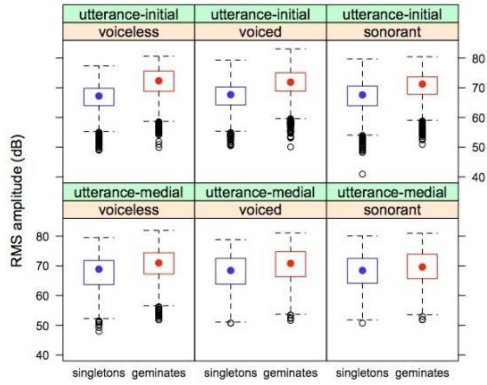 utterance-initial utterance-initial utterance-initial
voiceless voiced sonorant
80
70
60
50
40
utterance-medial utterance-medial utterance-medial
voiceless voiced sonorant
80
70
60
50
40
RMS amplitude (dB)
singletons geminates singletons geminates singletons geminates